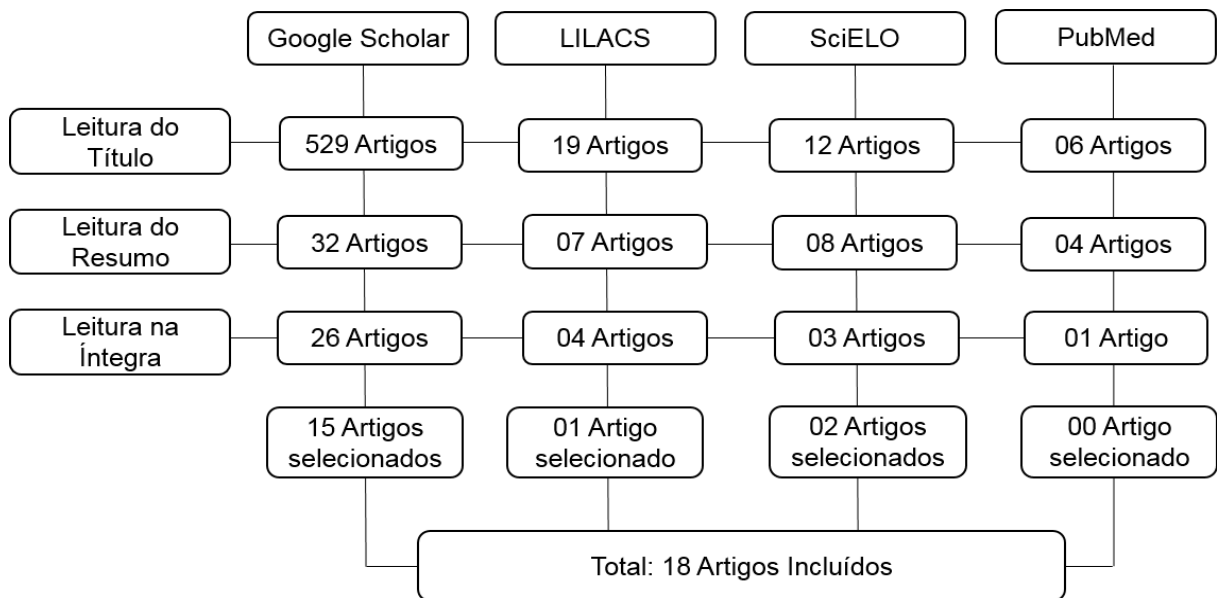 Google Scholar
LILACS
SciELO
PubMed
Leitura do
Título
529 Artigos
19 Artigos
12 Artigos
06 Artigos
Leitura do
Resumo
32 Artigos
07 Artigos
08 Artigos
04 Artigos
Leitura na
Íntegra
26 Artigos
04 Artigos
03 Artigos
01 Artigo
15 Artigos
selecionados
01 Artigo
selecionado
02 Artigos
selecionados
00 Artigo
selecionado
Total: 18 Artigos Incluídos